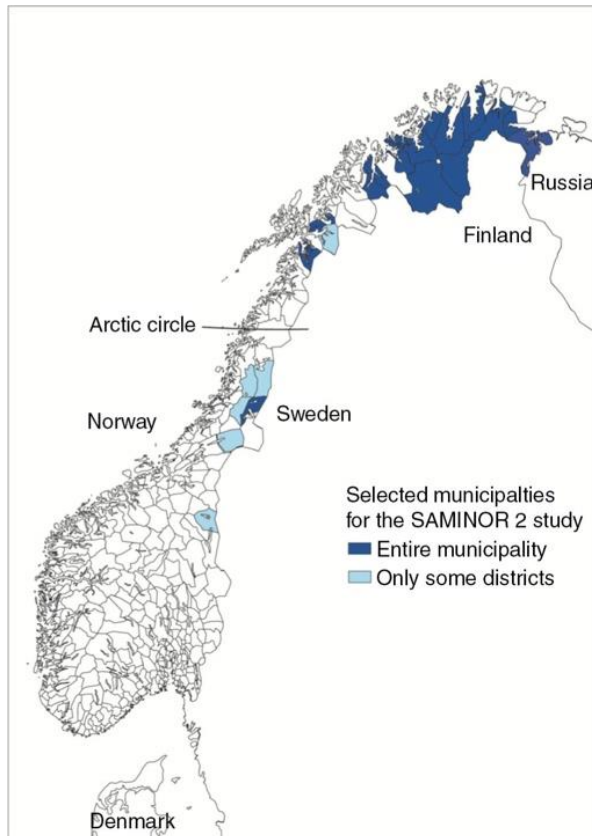 Russia
Finland
Arctic circle
Norway
Sweden
Selected municipalties
for the SAMINOR 2 study
Entire municipality
Only some districts
Denmark